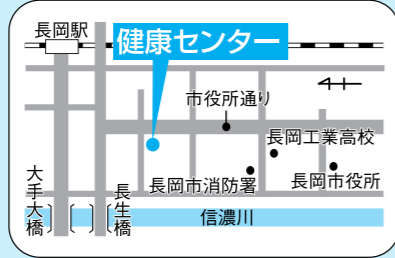 長岡駅
健康センター
市役所通り
長岡工業高校
長岡市消防署
長岡市役所
大手大橋
長生橋
信濃川